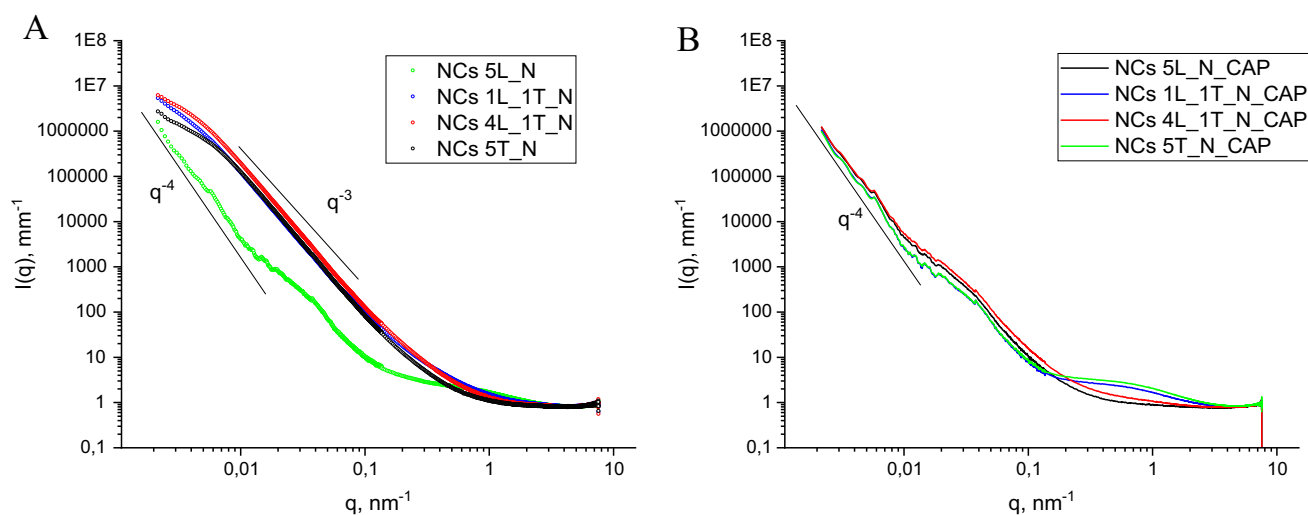 A
1E8
1E7
1000000
100000
10000
1000
100
10
1
0,1
I(q), mm-1
NCs 5L_N
NCs 1L_1T_N
NCs 4L_1T_N
NCs 5T_N
q-4
q-3
0,01
0,1
1
10
q, nm-1
B
1E8
1E7
1000000
100000
10000
1000
100
10
1
0,1
I(q), mm-1
NCs 5L_N_CAP
NCs 1L_1T_N_CAP
NCs 4L_1T_N_CAP
NCs 5T_N_CAP
q-4
0,01
0,1
1
10
q, nm-1